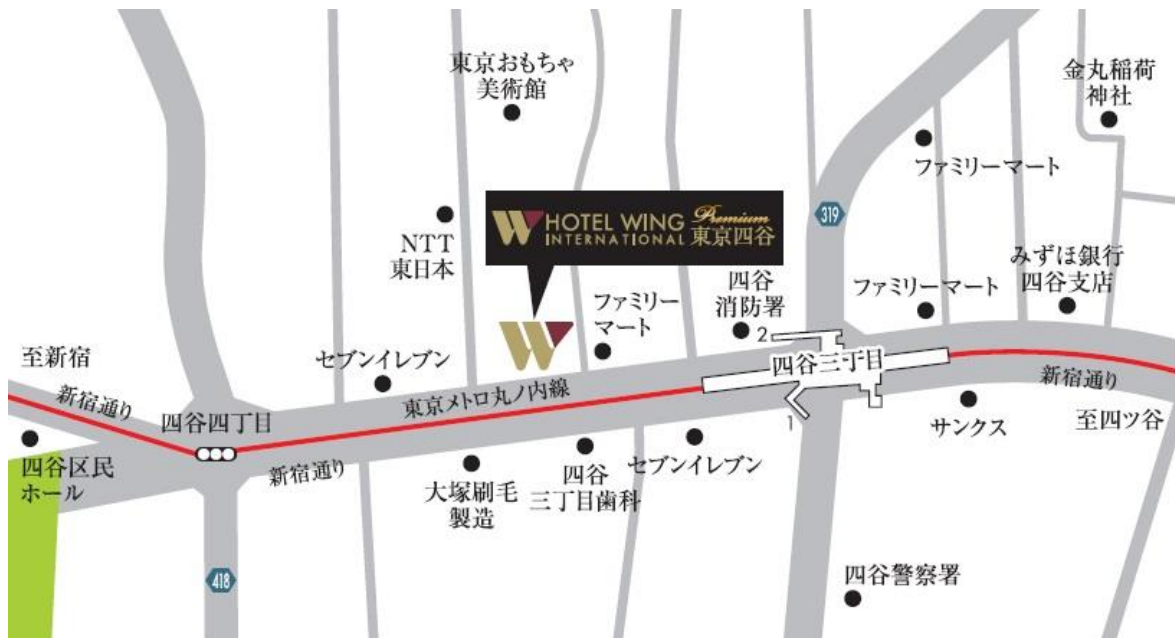 東京おもちゃ
美術館
金丸稲荷
神社
ファミリーマート
HOTEL WING
INTERNATIONAL
Premium
東京四谷
319
NTT
東日本
みずほ銀行
四谷支店
四谷
消防署
ファミリーマート
ファミリー
マート
2
至新宿
セブンイレブン
四谷三丁目
新宿通り
東京メトロ丸ノ内線
新宿通り
四谷四丁目
1
サンクス
至四ツ谷
四谷区民
ホール
新宿通り
大塚刷毛
製造
四谷
三丁目歯科
セブンイレブン
418
四谷警察署